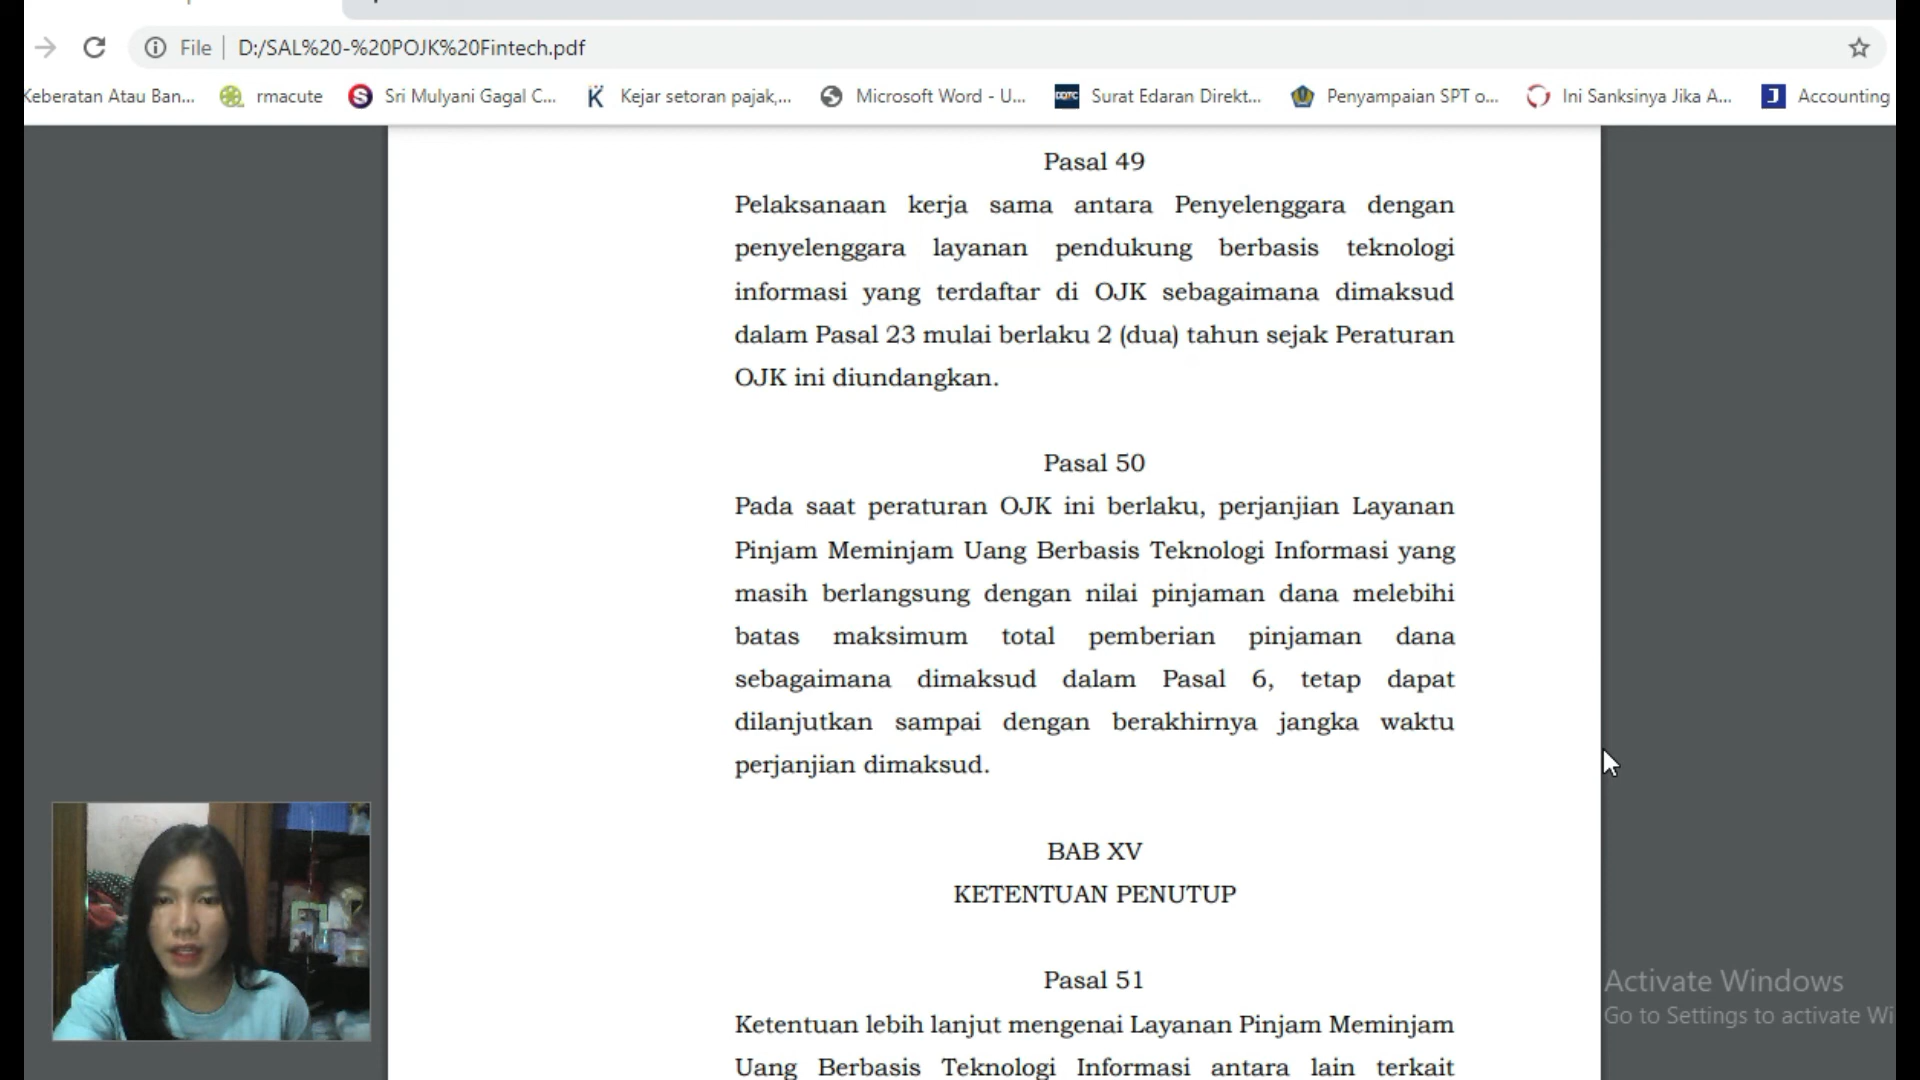 File
D:/SAL%20-%20POJK%20Fintech.pdf
Keberatan Atau Ban...
rmacute
Sri Mulyani Gagal C...
Kejar setoran pajak,...
Microsoft Word - U...
DDTC
Surat Edaran Direkt...
Penyampaian SPT o...
Ini Sanksinya Jika A...
Accounting
Pasal 49
Pelaksanaan kerja sama antara Penyelenggara dengan
penyelenggara layanan pendukung berbasis teknologi
informasi yang terdaftar di OJK sebagaimana dimaksud
dalam Pasal 23 mulai berlaku 2 (dua) tahun sejak Peraturan
OJK ini diundangkan.
Pasal 50
Pada saat peraturan OJK ini berlaku, perjanjian Layanan
Pinjam Meminjam Uang Berbasis Teknologi Informasi yang
masih berlangsung dengan nilai pinjaman dana melebihi
batas maksimum total pemberian pinjaman dana
sebagaimana dimaksud dalam Pasal 6, tetap dapat
dilanjutkan sampai dengan berakhirnya jangka waktu
perjanjian dimaksud.
BAB XV
KETENTUAN PENUTUP
Pasal 51
Ketentuan lebih lanjut mengenai Layanan Pinjam Meminjam
Uang Berbasis Teknologi Informasi antara lain terkait
Activate Windows
Go to Settings to activate Wi